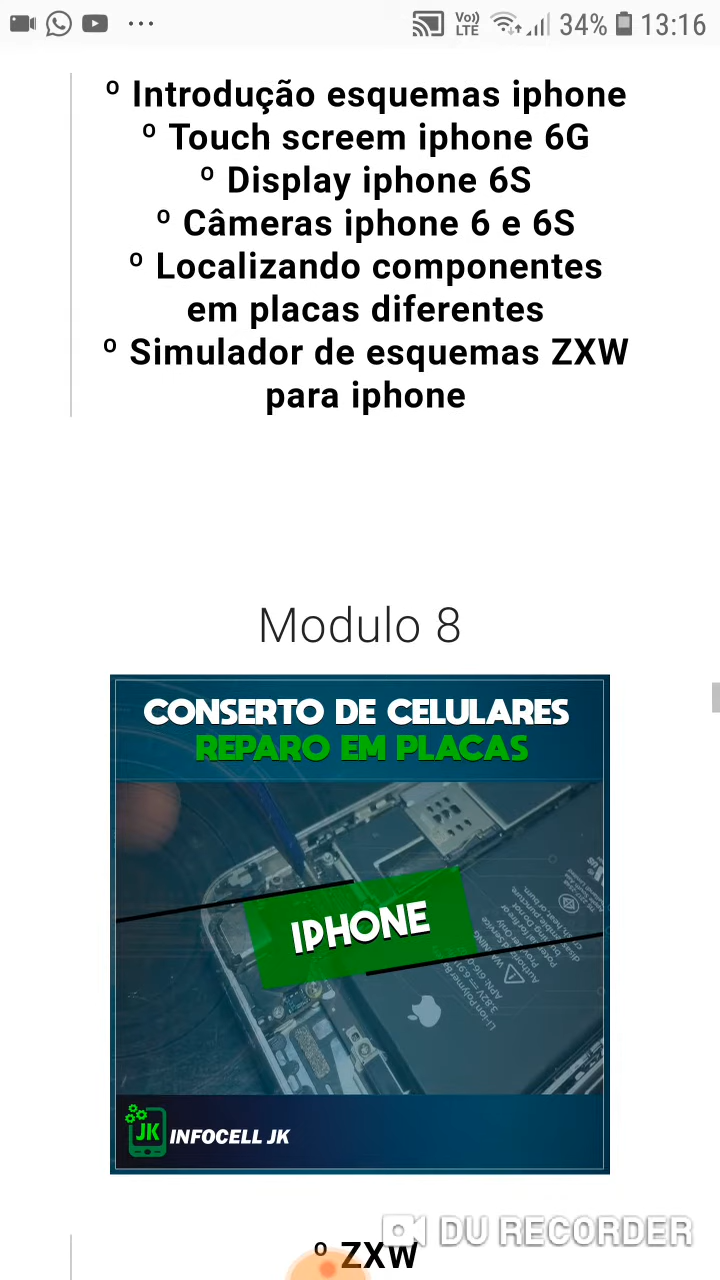 Vo)) LTE 34% 13:16
º Introdução esquemas iphone
º Touch screem iphone 6G
º Display iphone 6S
º Câmeras iphone 6 e 6S
º Localizando componentes
em placas diferentes
º Simulador de esquemas ZXW
para iphone
Modulo 8
CONSERTO DE CELULARES
REPARO EM PLACAS
IPHONE
JK INFOCELL JK
DU RECORDER
º ZXW